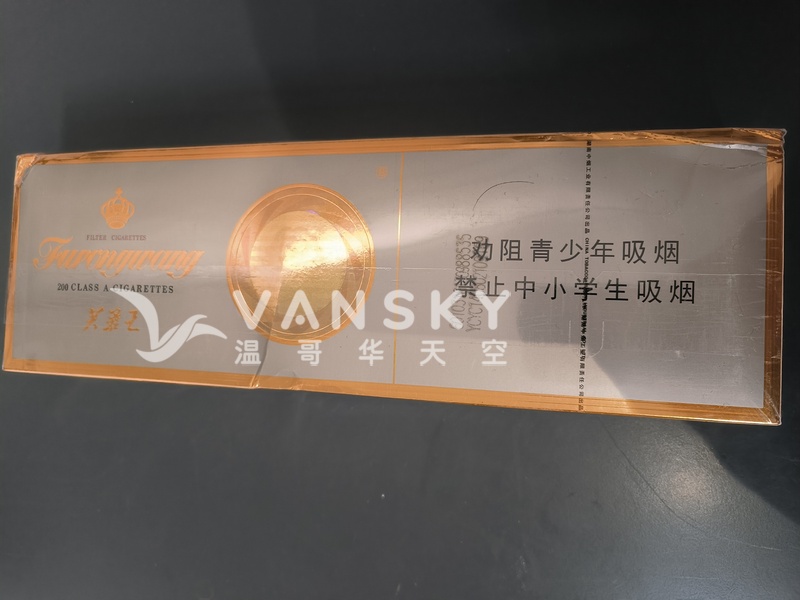 FILTER CIGARETTES
Furongwang
200 CLASS A CIGARETTES
芙蓉王
劝阻青少年吸烟
禁止中小学生吸烟
VANSKY
温哥华天空